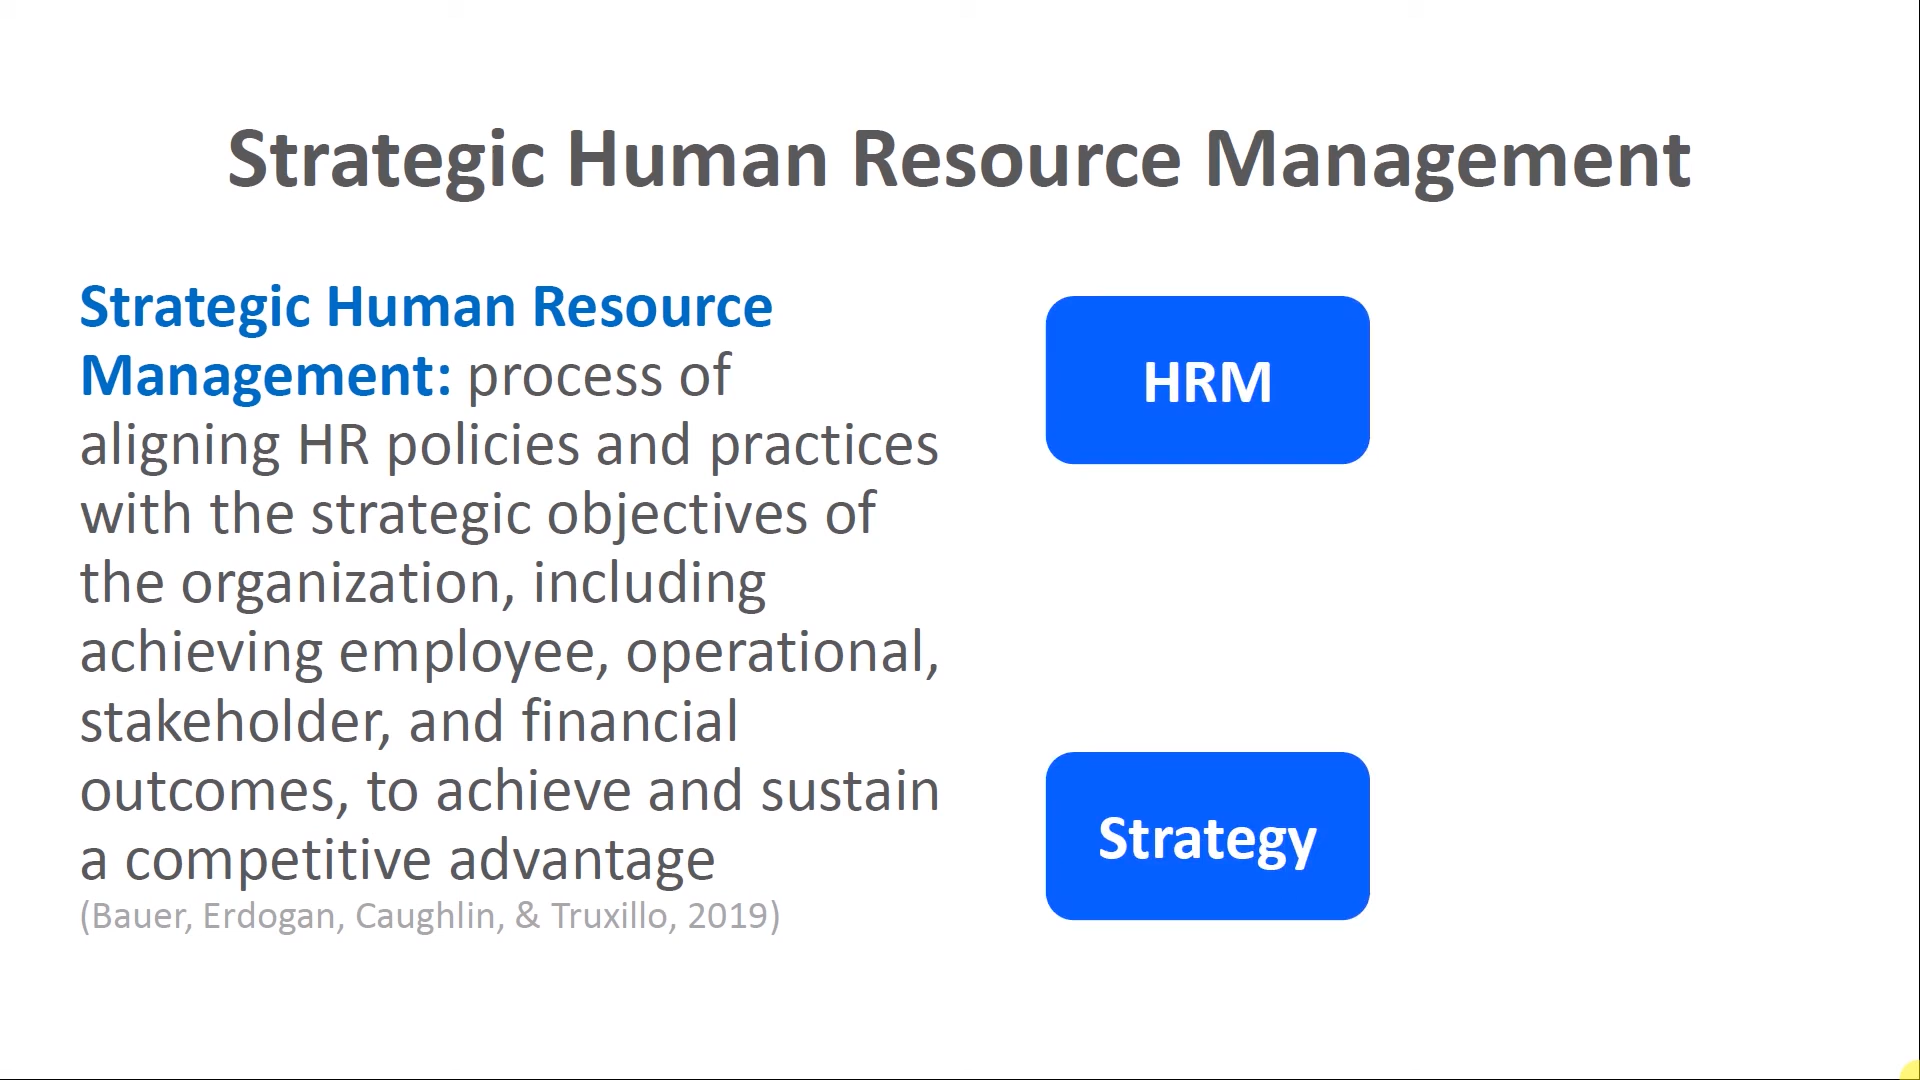 Strategic Human Resource Management
Strategic Human Resource
Management: process of
aligning HR policies and practices
with the strategic objectives of
the organization, including
achieving employee, operational,
stakeholder, and financial
outcomes, to achieve and sustain
a competitive advantage
(Bauer, Erdogan, Caughlin, & Truxillo, 2019)
HRM
Strategy